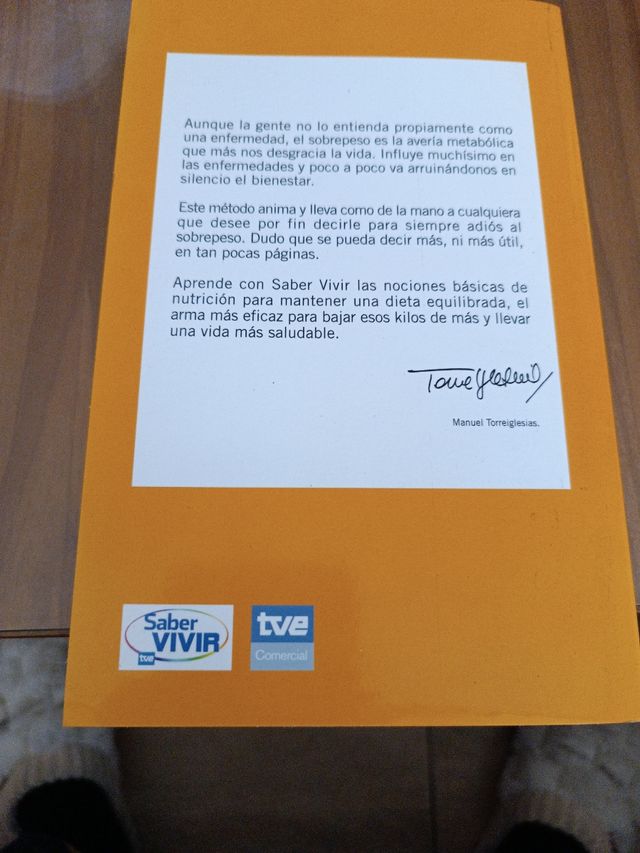 Aunque la gente no lo entienda propiamente como
una enfermedad, el sobrepeso es la avería metabólica
que más nos desgracia la vida. Influye muchísimo en
las enfermedades y poco a poco va arruinándonos en
silencio el bienestar.
Este método anima y lleva como de la mano a cualquiera
que desee por fin decirle para siempre adiós al
sobrepeso. Dudo que se pueda decir más, ni más útil,
en tan pocas páginas.
Aprende con Saber Vivir las nociones básicas de
nutrición para mantener una dieta equilibrada, el
arma más eficaz para bajar esos kilos de más y llevar
una vida más saludable.
Torreiglesias
Manuel Torreiglesias.
Saber
VIVIR
tve
tve
Comercial